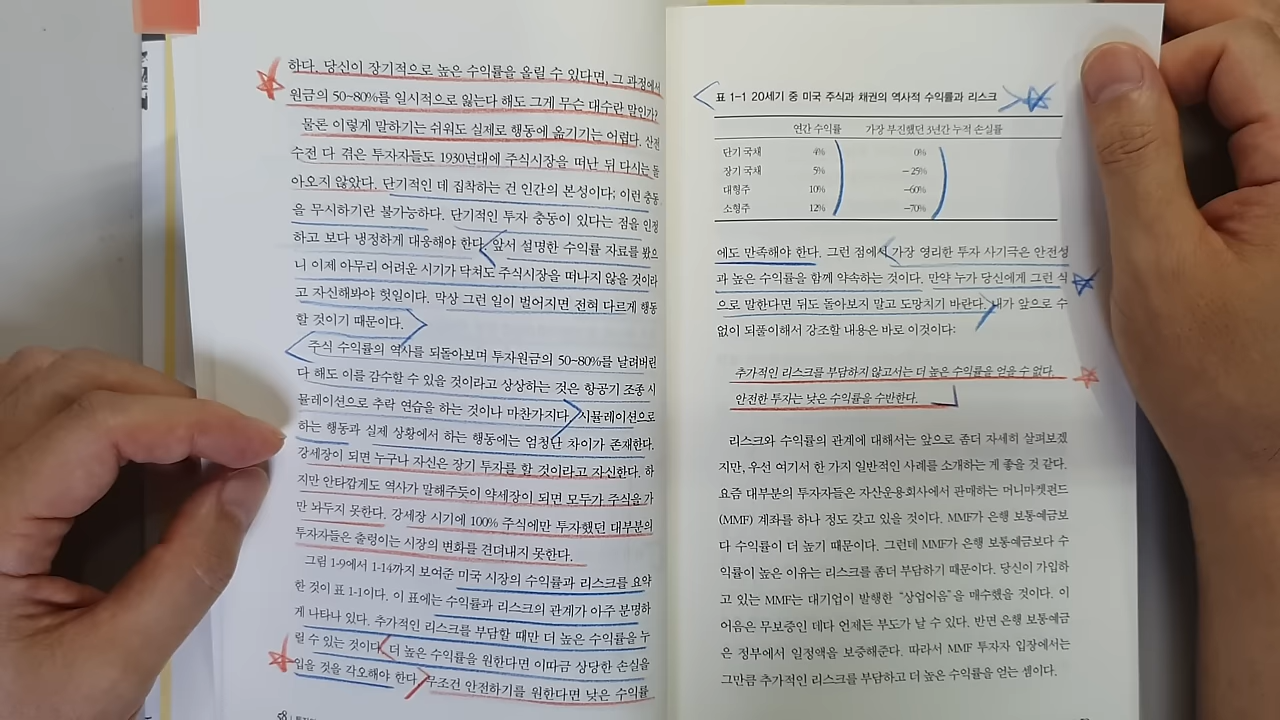 하다. 당신이 장기적으로 높은 수익률을 올릴 수 있다면, 그 과정에서
원금의 50~80%를 일시적으로 잃는다 해도 그게 무슨 대수란 말인가?
물론 이렇게 말하기는 쉬워도 실제로 행동에 옮기기는 어렵다. 산전
수전 다 겪은 투자자들도 1930년대에 주식시장을 떠난 뒤 다시는 돌
아오지 않았다. 단기적인 데 집착하는 건 인간의 본성이다; 이런 충동
을 무시하기란 불가능하다. 단기적인 투자 충동이 있다는 점을 인정
하고 보다 냉정하게 대응해야 한다. 앞서 설명한 수익률 자료를 봤으
니 이제 아무리 어려운 시기가 닥쳐도 주식시장을 떠나지 않을 것이라
고 자신해봐야 헛일이다. 막상 그런 일이 벌어지면 전혀 다르게 행동
할 것이기 때문이다.
주식 수익률의 역사를 되돌아보며 투자원금의 50~80%를 날려버린
다 해도 이를 감수할 수 있을 것이라고 상상하는 것은 항공기 조종 시
뮬레이션으로 추락 연습을 하는 것이나 마찬가지다. 시뮬레이션으로
하는 행동과 실제 상황에서 하는 행동에는 엄청난 차이가 존재한다.
강세장이 되면 누구나 자신은 장기 투자를 할 것이라고 자신한다. 하
지만 안타깝게도 역사가 말해주듯이 약세장이 되면 모두가 주식을 가
만 놔두지 못한다. 강세장 시기에 100% 주식에만 투자했던 대부분의
투자자들은 출렁이는 시장의 변화를 견뎌내지 못한다.
그림 1-9에서 1-14까지 보여준 미국 시장의 수익률과 리스크를 요약
한 것이 표 1-1이다. 이 표에는 수익률과 리스크의 관계가 아주 분명하
게 나타나 있다. 추가적인 리스크를 부담할 때만 더 높은 수익률을 누
릴 수 있는 것이다. 더 높은 수익률을 원한다면 이따금 상당한 손실을
입을 것을 각오해야 한다. 무조건 안전하기를 원한다면 낮은 수익률
표 1-1 20세기 중 미국 주식과 채권의 역사적 수익률과 리스크
연간 수익률 가장 부진했던 3년간 누적 손실률
단기 국채 4% 0%
장기 국채 5% -25%
대형주 10% -60%
소형주 12% -70%
에도 만족해야 한다. 그런 점에서 가장 영리한 투자 사기극은 안전성
과 높은 수익률을 함께 약속하는 것이다. 만약 누가 당신에게 그런 식
으로 말한다면 뒤도 돌아보지 말고 도망치기 바란다. 내가 앞으로 수
없이 되풀이해서 강조할 내용은 바로 이것이다:
추가적인 리스크를 부담하지 않고서는 더 높은 수익률을 얻을 수 없다.
안전한 투자는 낮은 수익률을 수반한다.
리스크와 수익률의 관계에 대해서는 앞으로 좀더 자세히 살펴보겠
지만, 우선 여기서 한 가지 일반적인 사례를 소개하는 게 좋을 것 같다.
요즘 대부분의 투자자들은 자산운용회사에서 판매하는 머니마켓펀드
(MMF) 계좌를 하나 정도 갖고 있을 것이다. MMF가 은행 보통예금보
다 수익률이 더 높기 때문이다. 그런데 MMF가 은행 보통예금보다 수
익률이 높은 이유는 리스크를 좀더 부담하기 때문이다. 당신이 가입하
고 있는 MMF는 대기업이 발행한 "상업어음"을 매수했을 것이다. 이
어음은 무보증인 데다 언제든 부도가 날 수 있다. 반면 은행 보통예금
은 정부에서 일정액을 보증해준다. 따라서 MMF 투자자 입장에서는
그만큼 추가적인 리스크를 부담하고 더 높은 수익률을 얻는 셈이다.